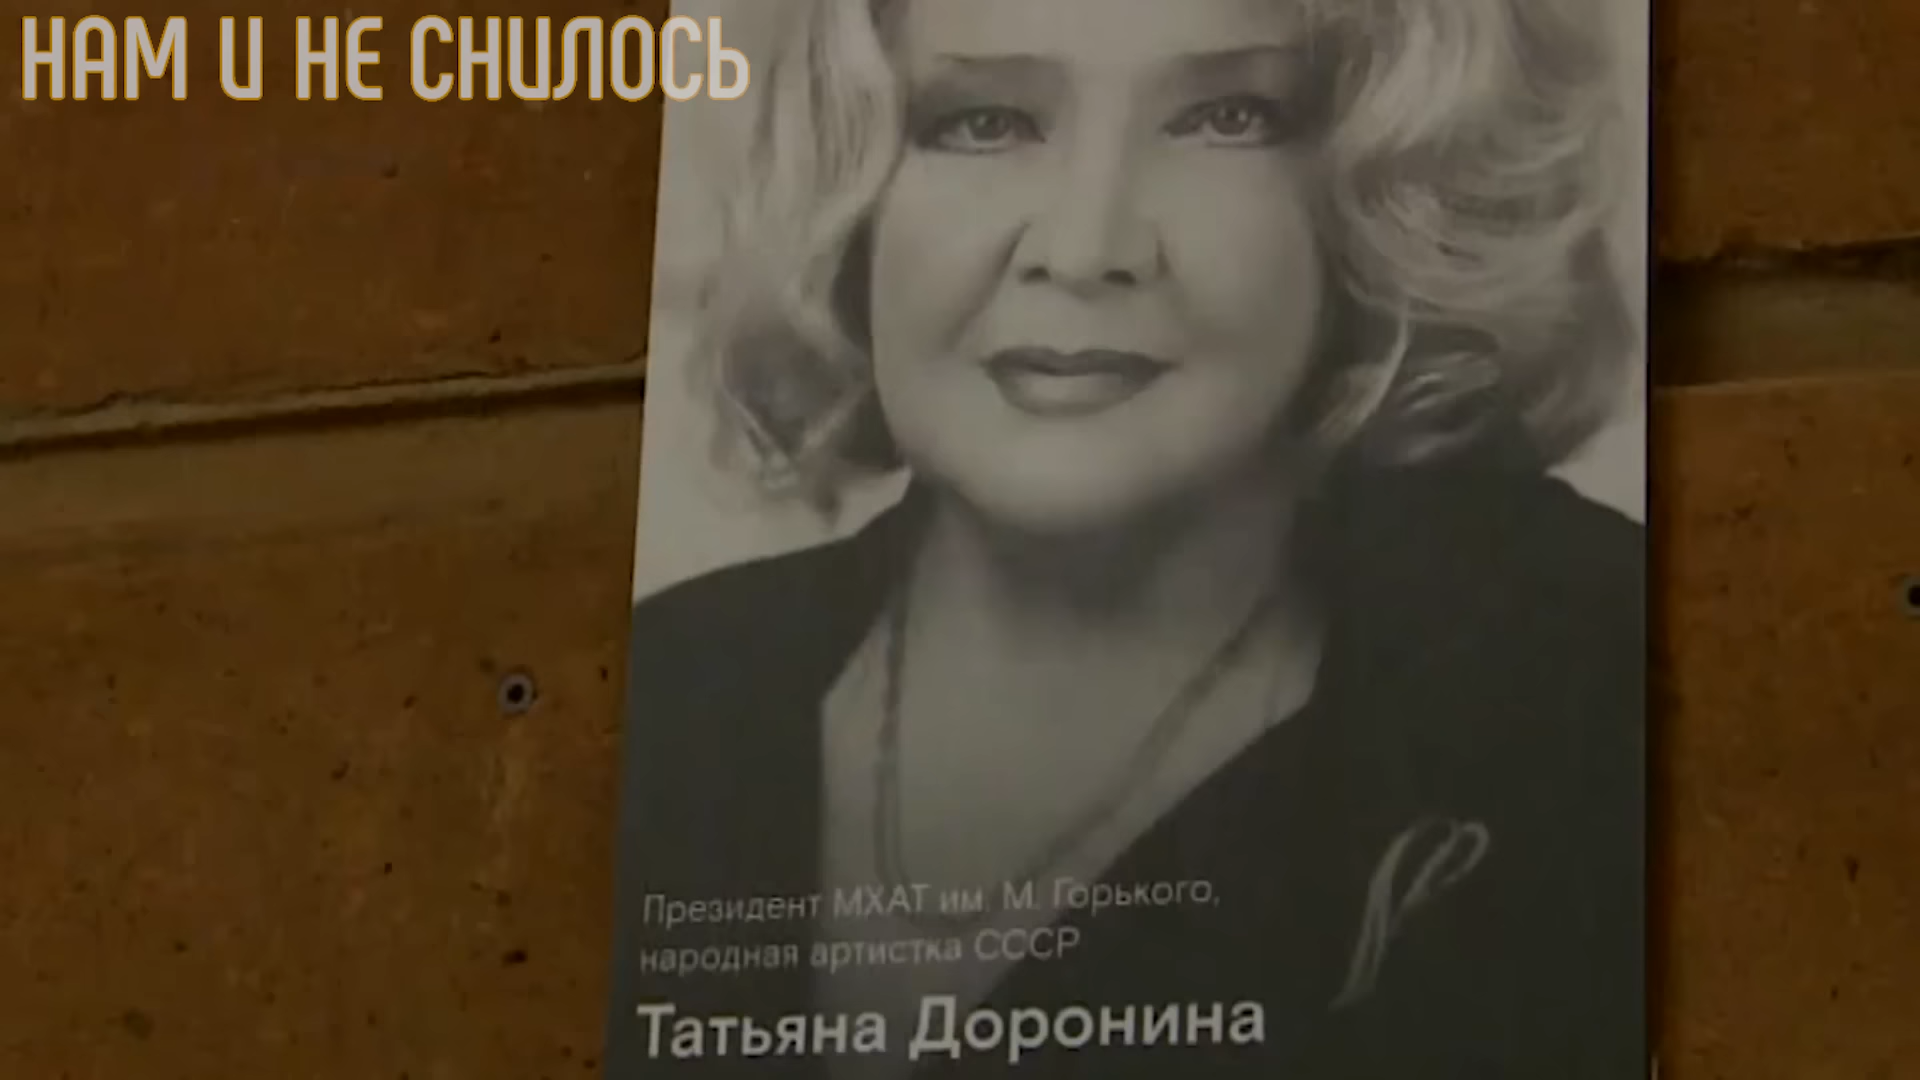 НАМ И НЕ СНИЛОСЬ
Президент МХАТ им. М. Горького,
народная артистка СССР
Татьяна Доронина